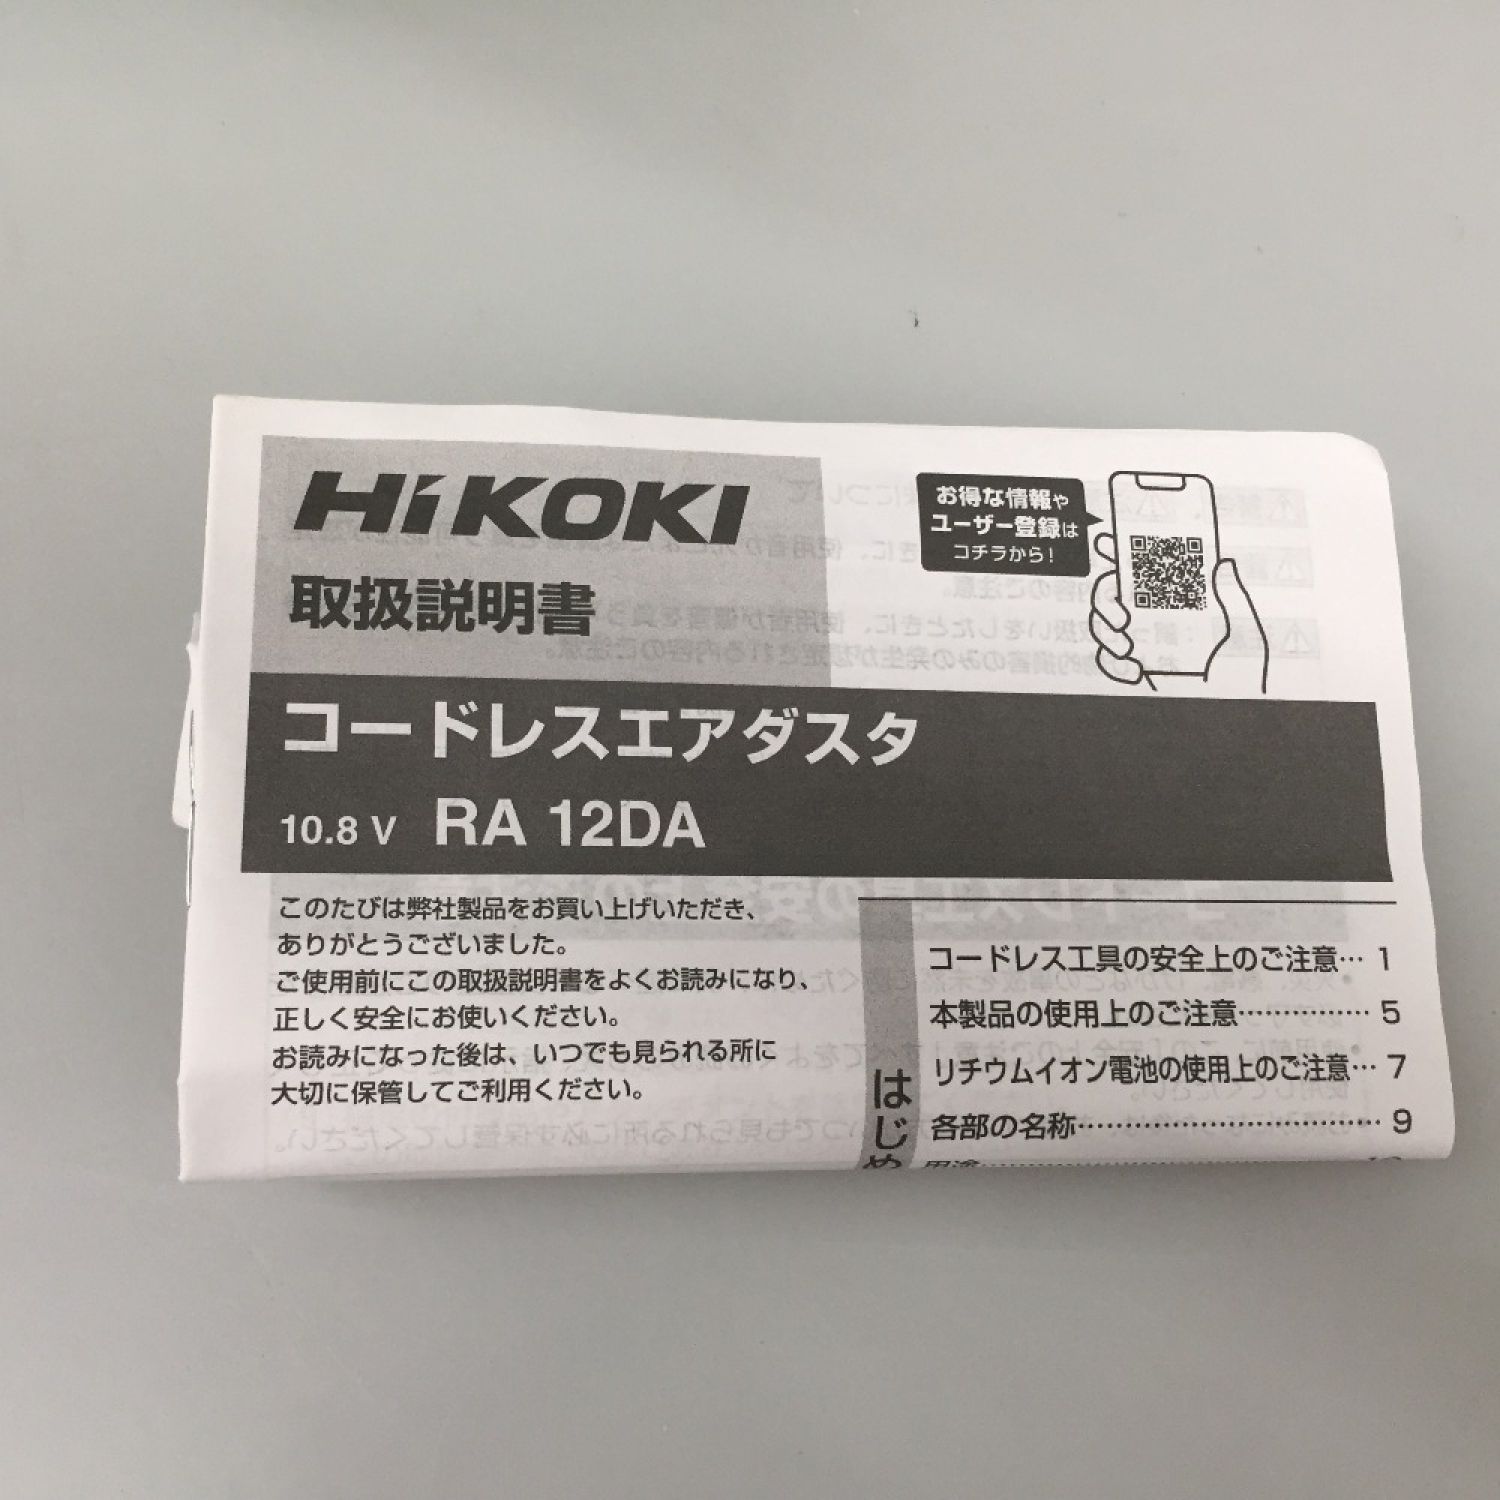 HiKOKI
取扱説明書
お得な情報や
ユーザー登録は
コチラから!
コードレスエアダスタ
10.8 V RA 12DA
このたびは弊社製品をお買い上げいただき、
ありがとうございました。
ご使用前にこの取扱説明書をよくお読みになり、
正しく安全にお使いください。
お読みになった後は、いつでも見られる所に
大切に保管してご利用ください。
はじめ
コードレス工具の安全上のご注意… 1
本製品の使用上のご注意…………… 5
リチウムイオン電池の使用上のご注意… 7
各部の名称…………………………… 9
用途